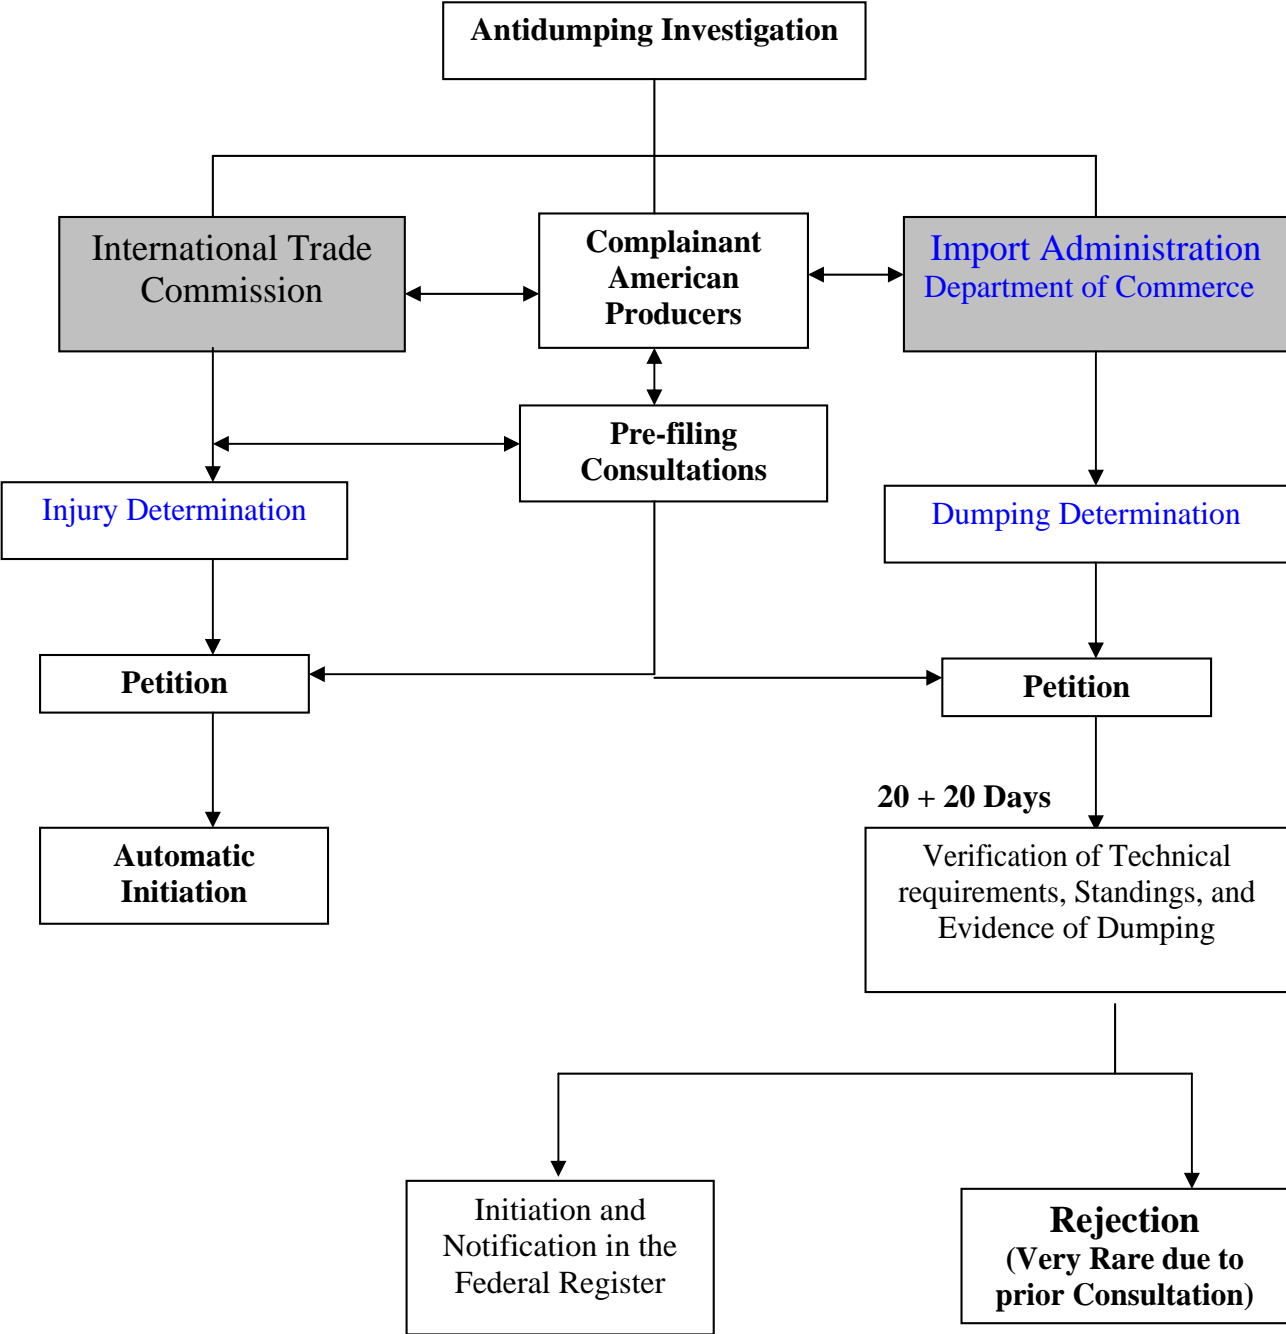 Antidumping Investigation
International Trade
Commission
Complainant
American
Producers
Import Administration
Department of Commerce
Pre-filing
Consultations
Injury Determination
Dumping Determination
Petition
Petition
20 + 20 Days
Automatic
Initiation
Verification of Technical
requirements, Standings, and
Evidence of Dumping
Initiation and
Notification in the
Federal Register
Rejection
(Very Rare due to
prior Consultation)